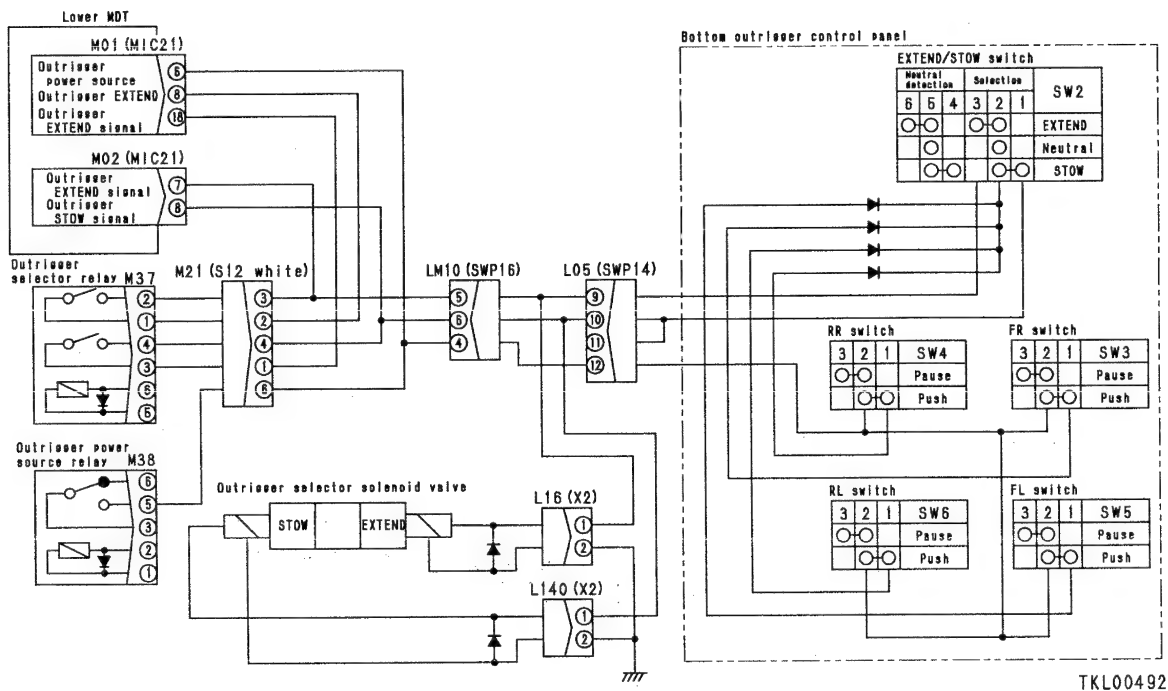 Lower MDT
M01 (MIC21)
Outrigger
power source
6
Outrigger EXTEND
8
Outrigger
EXTEND signal
18
M02 (MIC21)
Outrigger
EXTEND signal
7
Outrigger
STOW signal
8
Outrigger
selector relay M37
2
1
4
3
6
5
M21 (S12 white)
3
2
4
1
6
LM10 (SWP16)
5
6
4
L05 (SWP14)
9
10
11
12
Outrigger power
source relay M38
6
5
3
2
1
Outrigger selector solenoid valve
STOW
EXTEND
L16 (X2)
1
2
L140 (X2)
1
2
Bottom outrigger control panel
EXTEND/STOW switch
Neutral
detection
Selection
SW2
6 5 4 3 2 1
EXTEND
Neutral
STOW
RR switch
3 2 1 SW4
Pause
Push
FR switch
3 2 1 SW3
Pause
Push
RL switch
3 2 1 SW6
Pause
Push
FL switch
3 2 1 SW5
Pause
Push
TKL00492